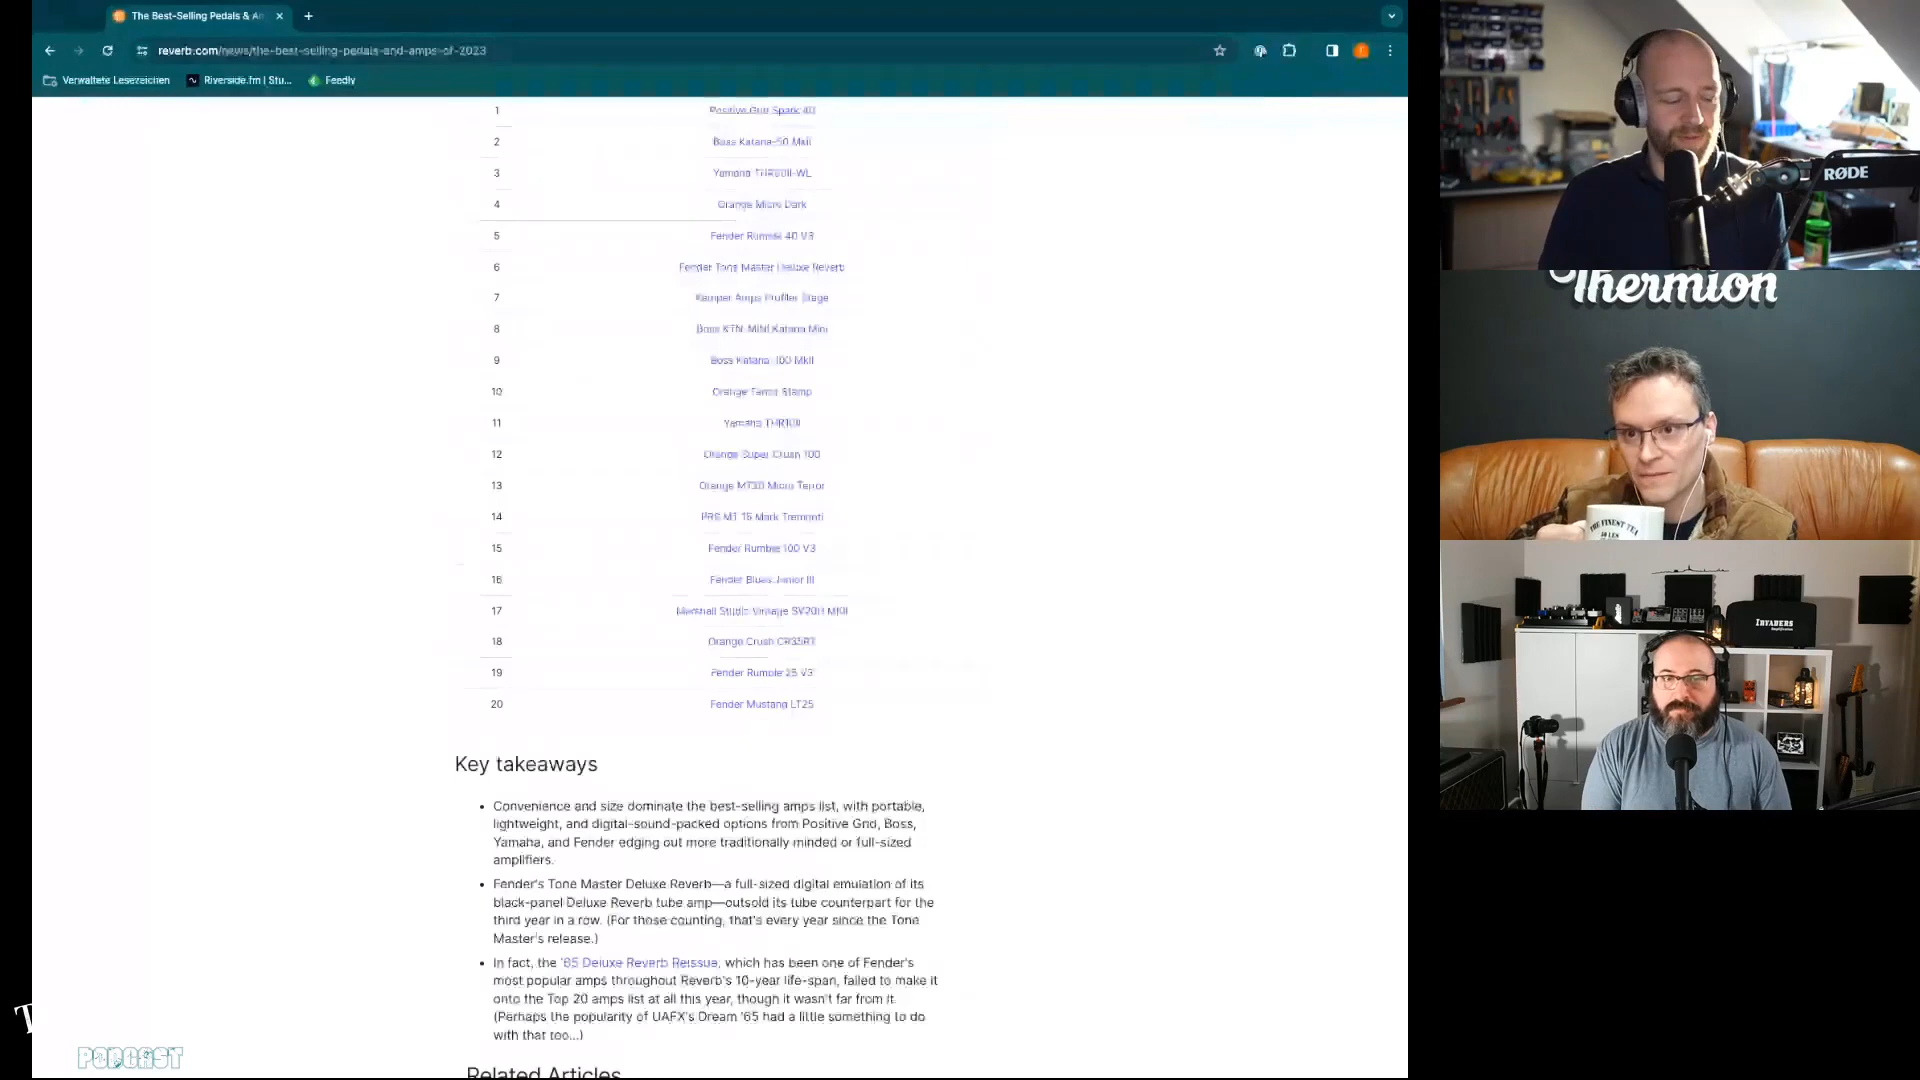 The Best-Selling Pedals & Am
reverb.com/news/the-best-selling-pedals-and-amps-of-2023
Verwaltete Lesezeichen
Riverside.fm | Stu...
Feedly
1 Positive Grid Spark 40
2 Boss Katana-50 MkII
3 Yamaha THR30II-WL
4 Orange Micro Dark
5 Fender Rumble 40 V3
6 Fender Tone Master Deluxe Reverb
7 Kemper Amps Profiler Stage
8 Boss KTN-MINI Katana Mini
9 Boss Katana-100 MkII
10 Orange Terror Stamp
11 Yamaha THR10II
12 Orange Super Crush 100
13 Orange MT20 Micro Terror
14 PRS MT 15 Mark Tremonti
15 Fender Rumble 100 V3
16 Fender Blues Junior III
17 Marshall Studio Vintage SV20H MKII
18 Orange Crush CR35RT
19 Fender Rumble 25 V3
20 Fender Mustang LT25
Key takeaways
• Convenience and size dominate the best-selling amps list, with portable,
lightweight, and digital-sound-packed options from Positive Grid, Boss,
Yamaha, and Fender edging out more traditionally minded or full-sized
amplifiers.
• Fender's Tone Master Deluxe Reverb—a full-sized digital emulation of its
black-panel Deluxe Reverb tube amp—outsold its tube counterpart for the
third year in a row. (For those counting, that's every year since the Tone
Master's release.)
• In fact, the '65 Deluxe Reverb Reissue, which has been one of Fender's
most popular amps throughout Reverb's 10-year life-span, failed to make it
onto the Top 20 amps list at all this year, though it wasn't far from it.
(Perhaps the popularity of UAFX's Dream '65 had a little something to do
with that too...)
Related Articles
T
PODCAST
RØDE
Thermion
THE FINEST TEA
INVADERS